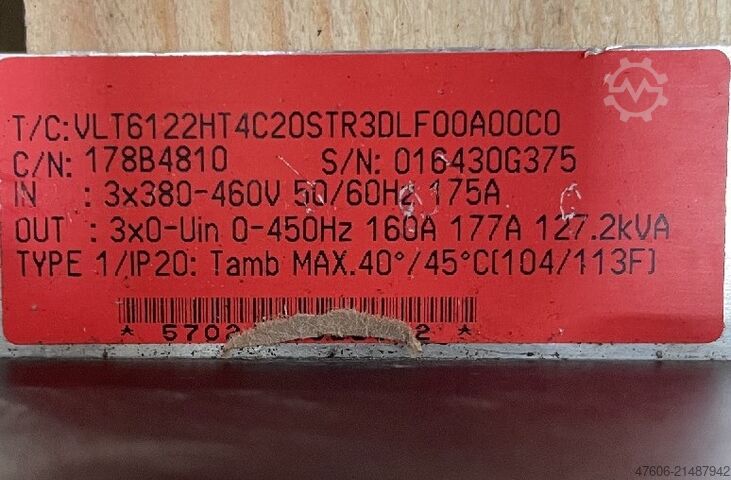 T/C:VLT6122HT4C20STR3DLF00A00C0
C/N: 178B4810 S/N: 016430G375
IN : 3x380-460V 50/60Hz 175A
OUT : 3x0-Uin 0-450Hz 160A 177A 127.2kVA
TYPE 1/IP20: Tamb MAX.40°/45°C(104/113F)
47606-21487942